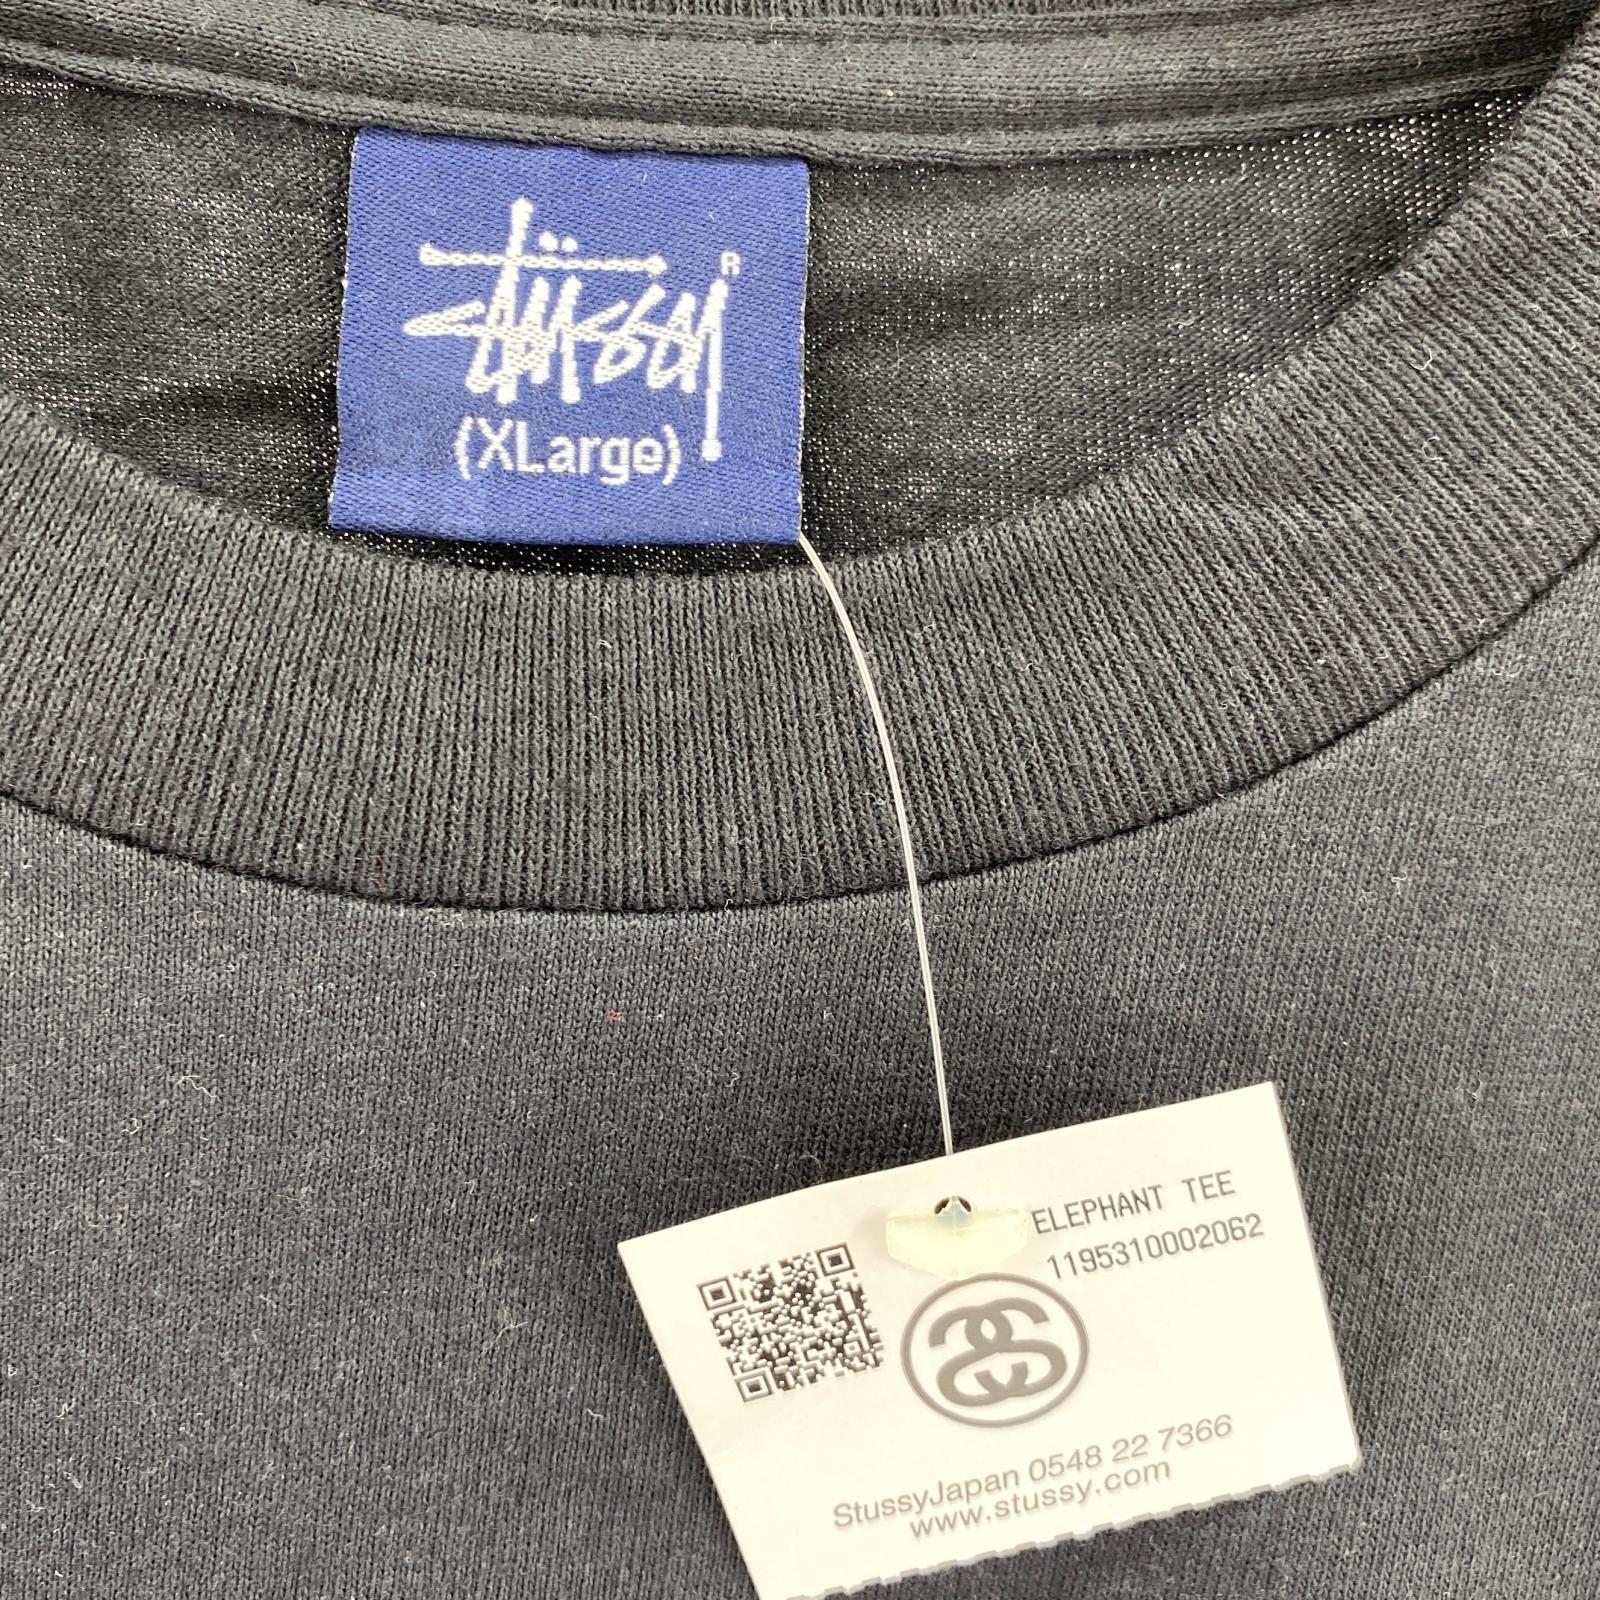 stüssy
R
(XLarge)
ELEPHANT TEE
1195310002062
StussyJapan 0548 22 7366
www.stussy.com